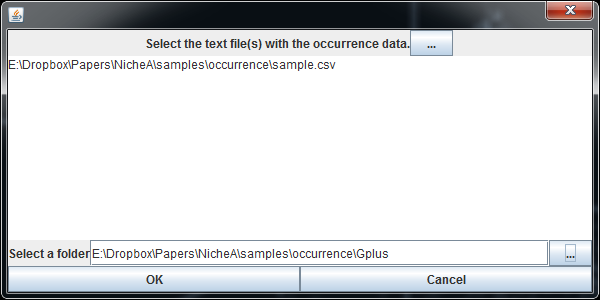 Select the text file(s) with the occurrence data. ...
E:\Dropbox\Papers\NicheA\samples\occurrence\sample.csv
Select a folder E:\Dropbox\Papers\NicheA\samples\occurrence\Gplus ...
OK Cancel